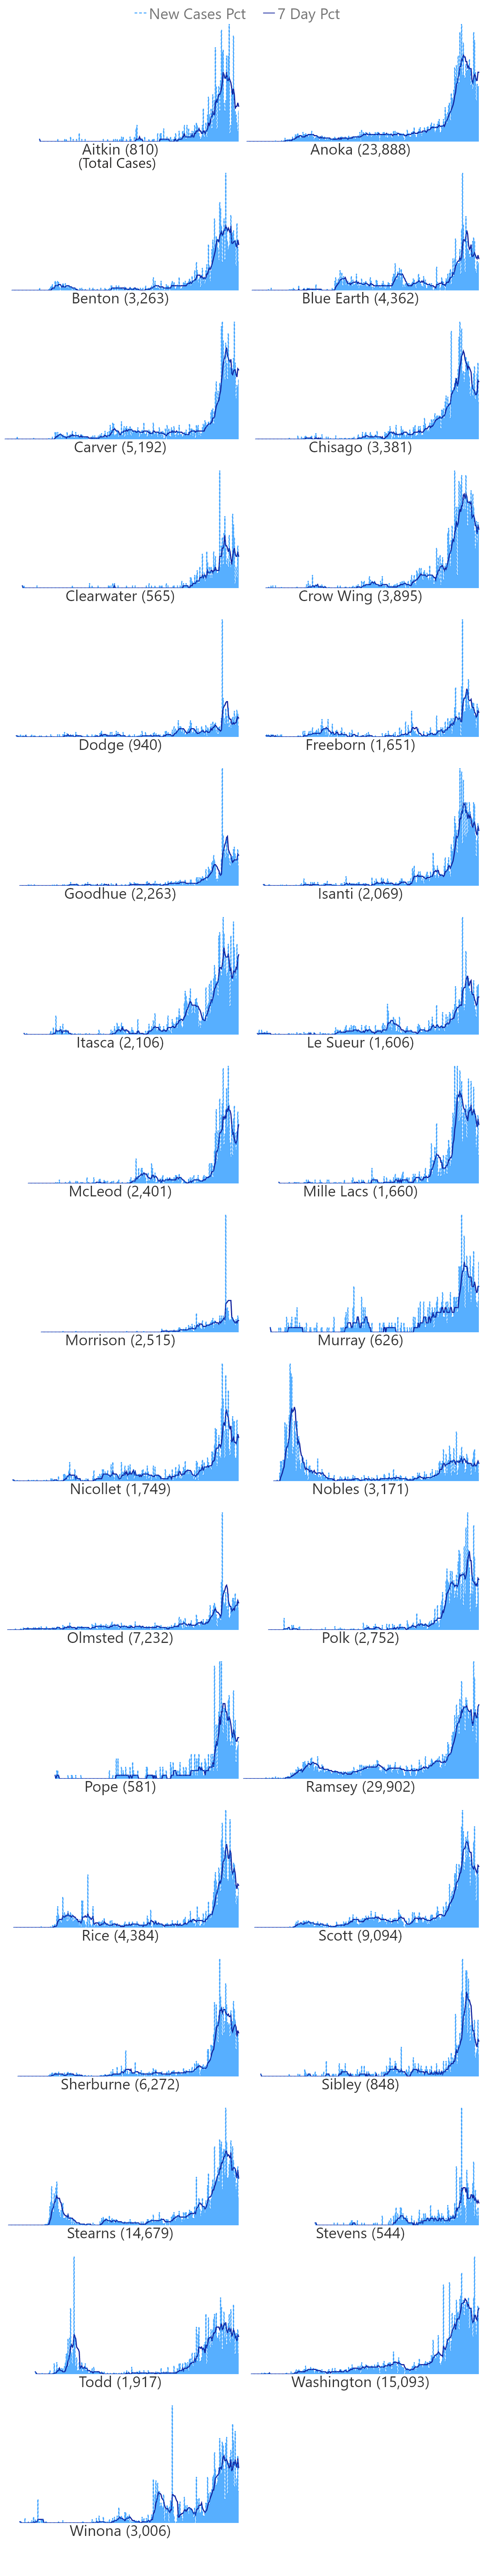 New Cases Pct 7 Day Pct
Aitkin (810) Anoka (23,888)
(Total Cases)
Benton (3,263) Blue Earth (4,362)
Carver (5,192) Chisago (3,381)
Clearwater (565) Crow Wing (3,895)
Dodge (940) Freeborn (1,651)
Goodhue (2,263) Isanti (2,069)
Itasca (2,106) Le Sueur (1,606)
McLeod (2,401) Mille Lacs (1,660)
Morrison (2,515) Murray (626)
Nicollet (1,749) Nobles (3,171)
Olmsted (7,232) Polk (2,752)
Pope (581) Ramsey (29,902)
Rice (4,384) Scott (9,094)
Sherburne (6,272) Sibley (848)
Stearns (14,679) Stevens (544)
Todd (1,917) Washington (15,093)
Winona (3,006)